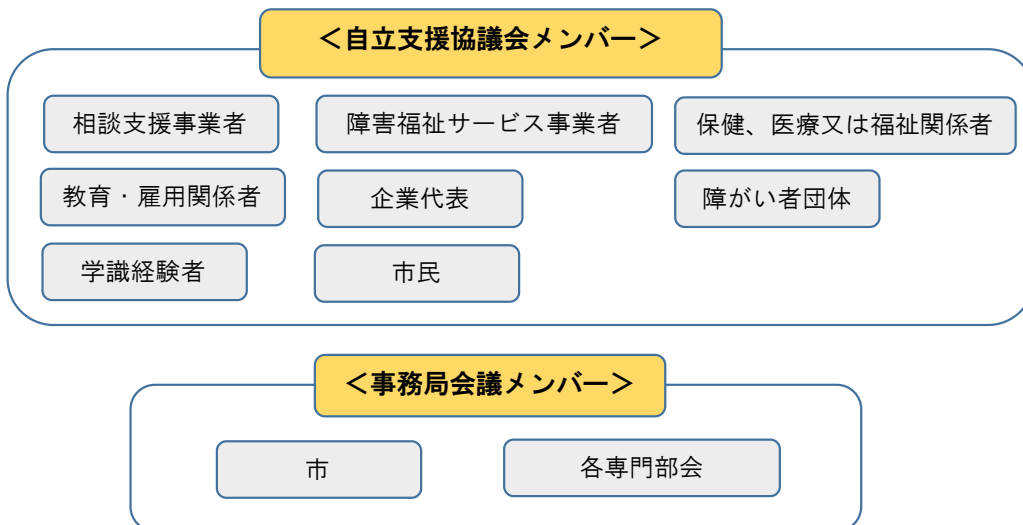 ＜自立支援協議会メンバー＞
相談支援事業者
障害福祉サービス事業者
保健、医療又は福祉関係者
教育・雇用関係者
企業代表
障がい者団体
学識経験者
市民
＜事務局会議メンバー＞
市
各専門部会